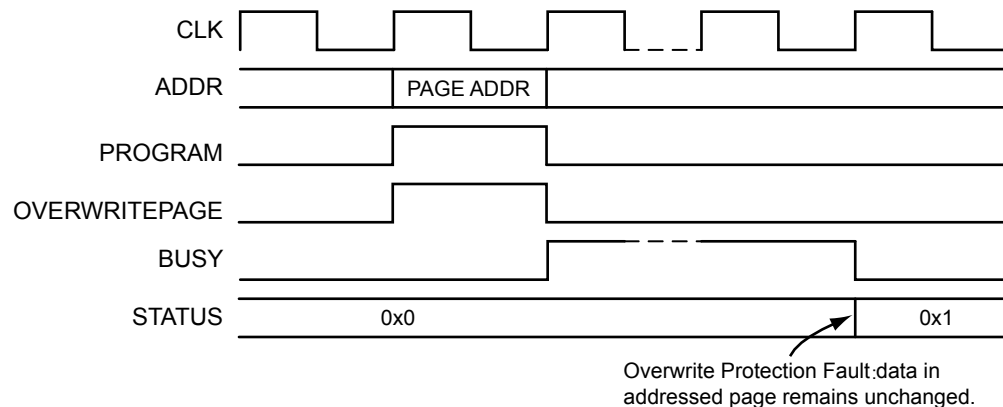 CLK
ADDR
PAGE ADDR
PROGRAM
OVERWRITEPAGE
BUSY
STATUS
0x0
0x1
Overwrite Protection Fault:data in
addressed page remains unchanged.